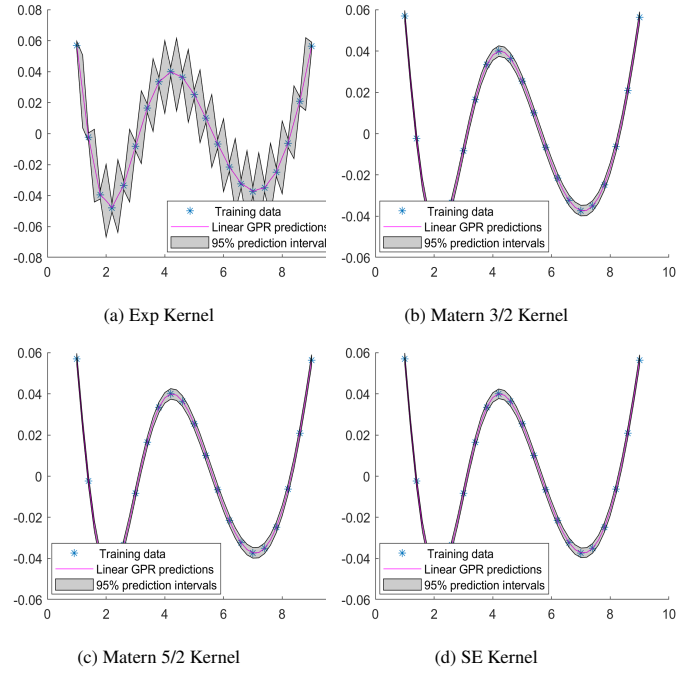 0.08
0.06
0.04
0.02
0
-0.02
-0.04
-0.06
-0.08
0 2 4 6 8
Training data
Linear GPR predictions
95% prediction intervals
(a) Exp Kernel
0.06
0.04
0.02
0
-0.02
-0.04
-0.06
0 2 4 6 8 10
Training data
Linear GPR predictions
95% prediction intervals
(b) Matern 3/2 Kernel
0.06
0.04
0.02
0
-0.02
-0.04
-0.06
0 2 4 6 8
Training data
Linear GPR predictions
95% prediction intervals
(c) Matern 5/2 Kernel
0.06
0.04
0.02
0
-0.02
-0.04
-0.06
0 2 4 6 8 10
Training data
Linear GPR predictions
95% prediction intervals
(d) SE Kernel